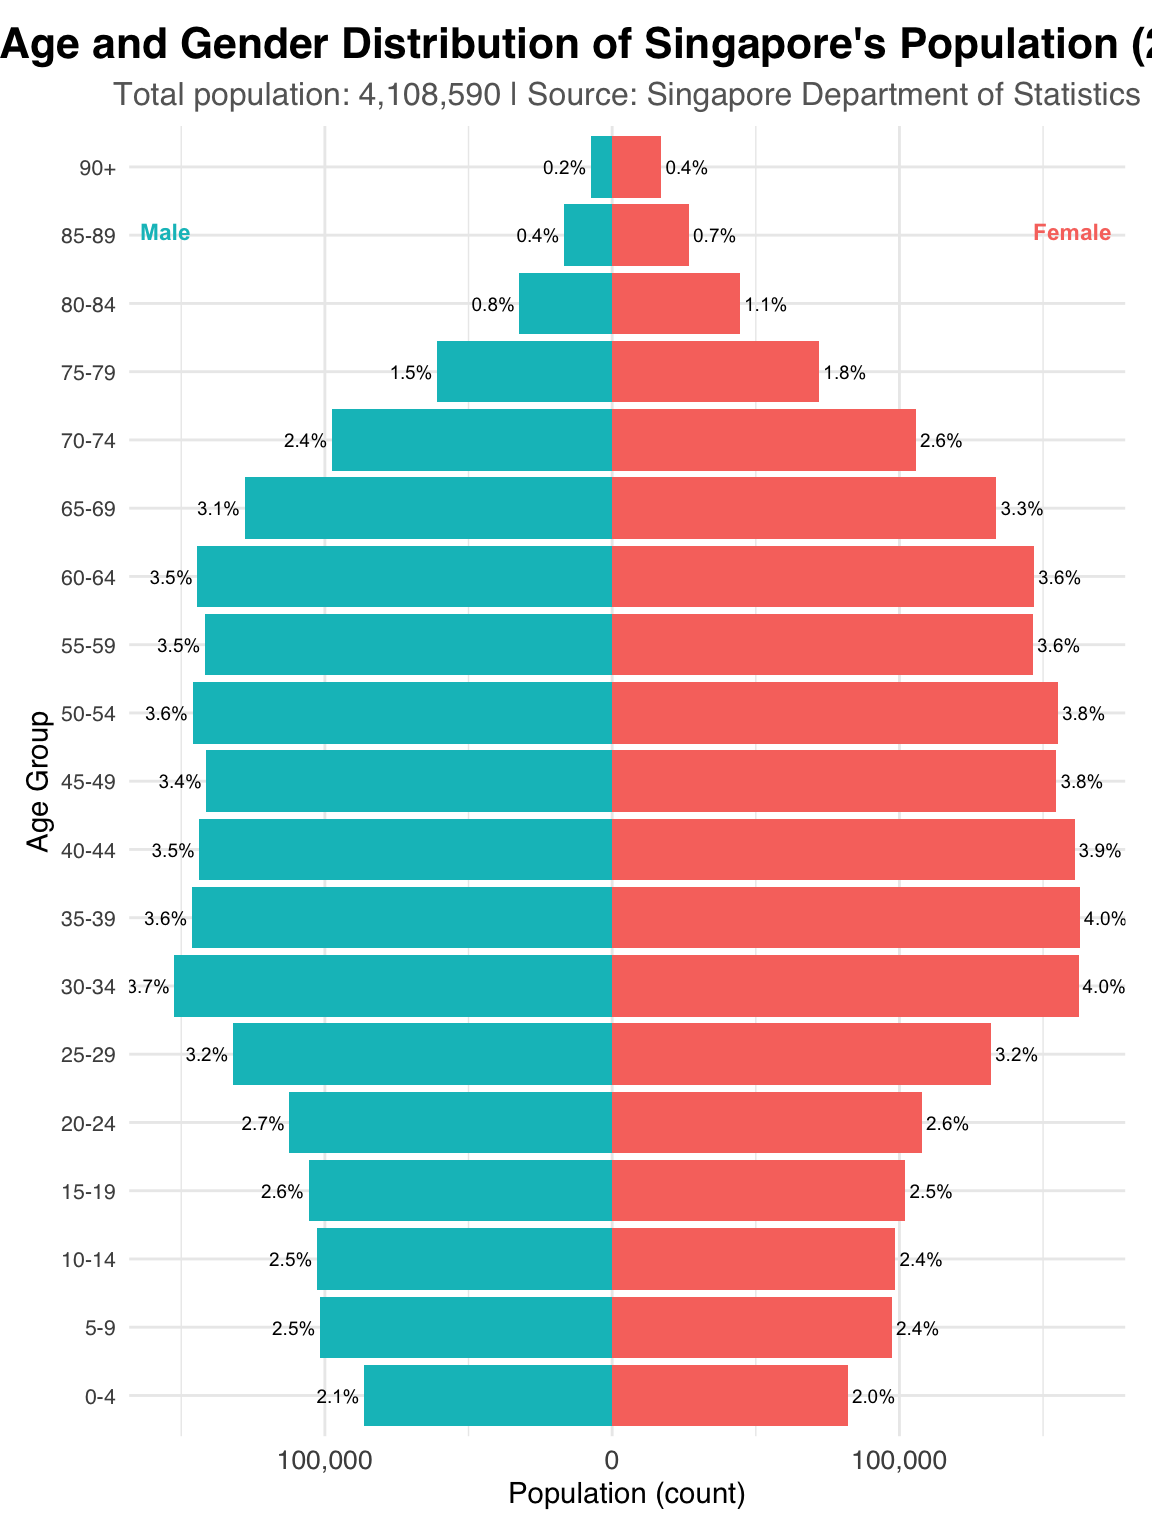 Age and Gender Distribution of Singapore's Population (2
Total population: 4,108,590 | Source: Singapore Department of Statistics
90+ 0.2% 0.4%
85-89 Male 0.4% 0.7% Female
80-84 0.8% 1.1%
75-79 1.5% 1.8%
70-74 2.4% 2.6%
65-69 3.1% 3.3%
60-64 3.5% 3.6%
55-59 3.5% 3.6%
50-54 3.6% 3.8%
Age Group
45-49 3.4% 3.8%
40-44 3.5% 3.9%
35-39 3.6% 4.0%
30-34 3.7% 4.0%
25-29 3.2% 3.2%
20-24 2.7% 2.6%
15-19 2.6% 2.5%
10-14 2.5% 2.4%
5-9 2.5% 2.4%
0-4 2.1% 2.0%
100,000 0 100,000
Population (count)